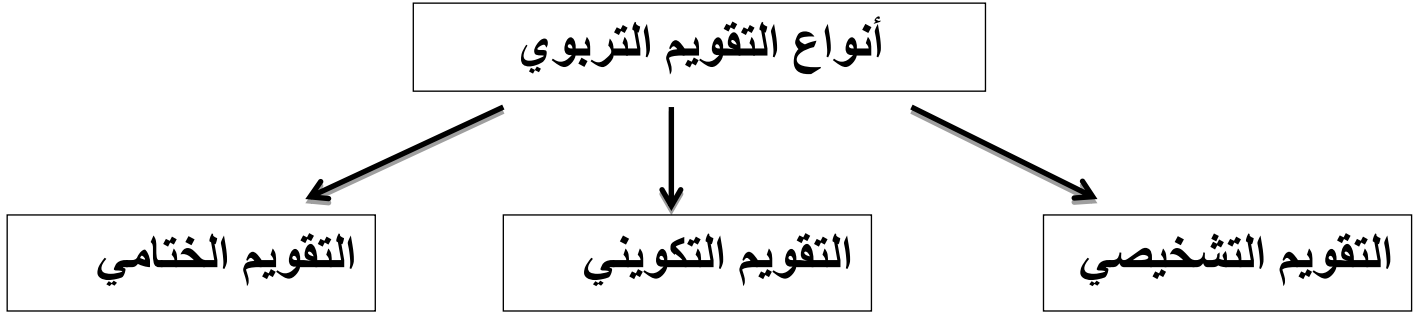 أنواع التقويم التربوي
التقويم التشخيصي
التقويم التكويني
التقويم الختامي